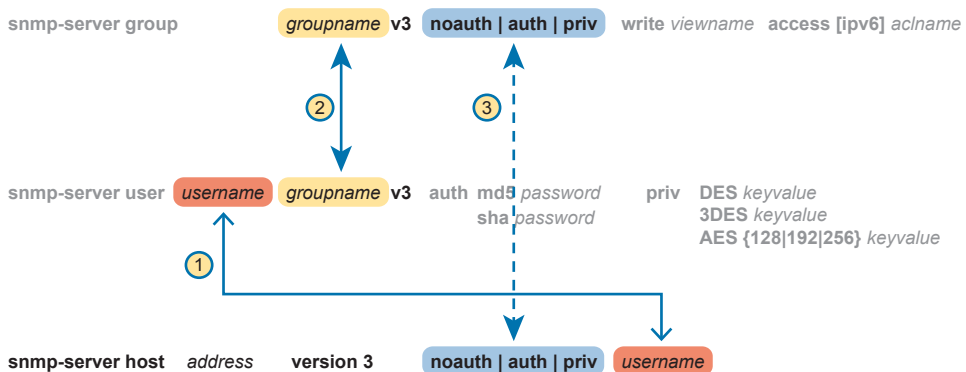 snmp-server group groupname v3 noauth | auth | priv write viewname access [ipv6] aclname
2
3
snmp-server user username groupname v3 auth md5 password priv DES keyvalue
sha password 3DES keyvalue
AES {128|192|256} keyvalue
1
snmp-server host address version 3 noauth | auth | priv username